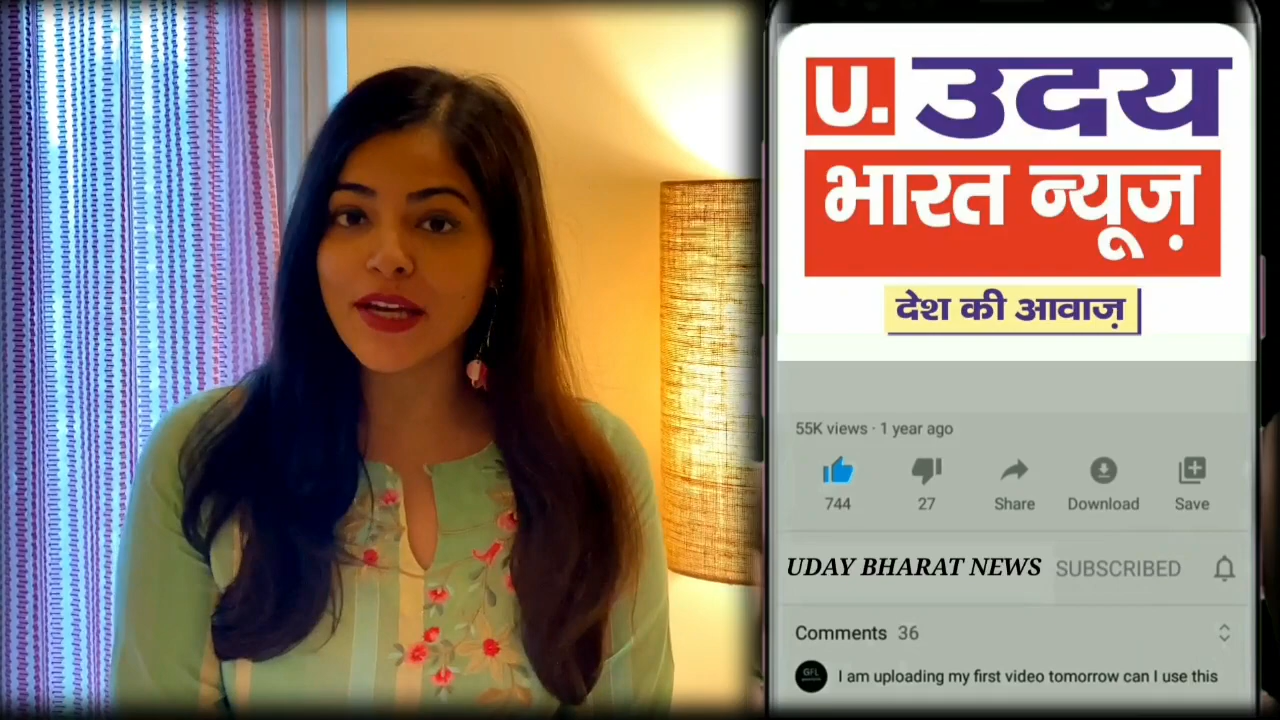 U. उदय
भारत न्यूज़
देश की आवाज़
55K views · 1 year ago
744
27
Share
Download
Save
UDAY BHARAT NEWS SUBSCRIBED
Comments 36
GFL I am uploading my first video tomorrow can I use this